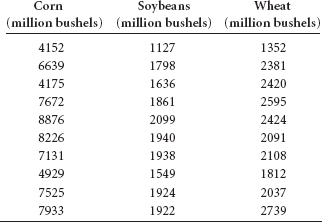 Corn Soybeans Wheat
(million bushels) (million bushels) (million bushels)
4152 1127 1352
6639 1798 2381
4175 1636 2420
7672 1861 2595
8876 2099 2424
8226 1940 2091
7131 1938 2108
4929 1549 1812
7525 1924 2037
7933 1922 2739